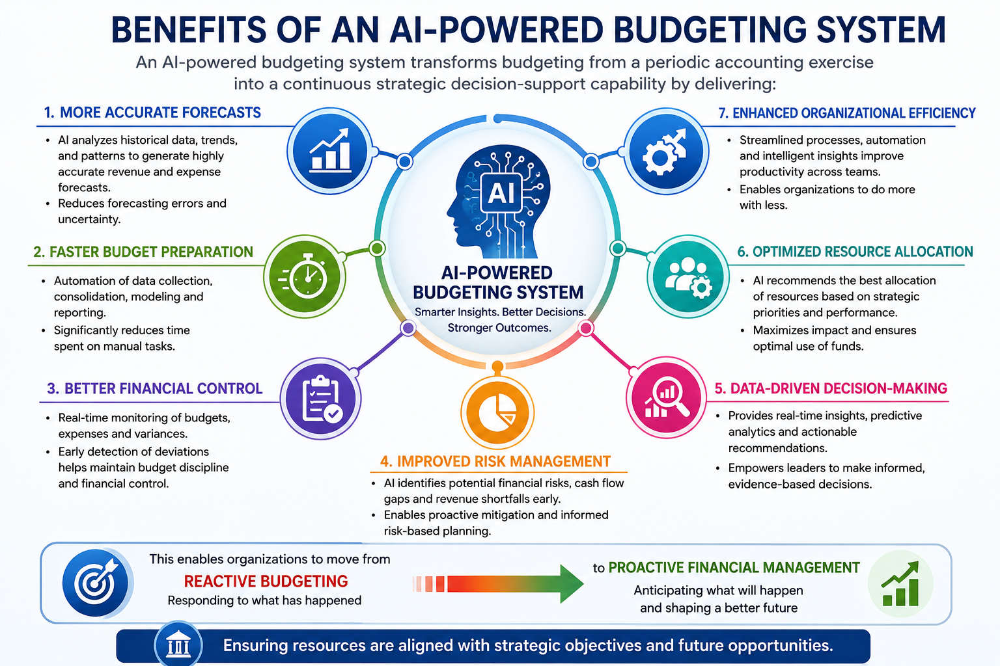 BENEFITS OF AN AI-POWERED BUDGETING SYSTEM
An AI-powered budgeting system transforms budgeting from a periodic accounting exercise
into a continuous strategic decision-support capability by delivering:
1. MORE ACCURATE FORECASTS
• AI analyzes historical data, trends,
and patterns to generate highly
accurate revenue and expense
forecasts.
• Reduces forecasting errors and
uncertainty.
2. FASTER BUDGET PREPARATION
• Automation of data collection,
consolidation, modeling and
reporting.
• Significantly reduces time
spent on manual tasks.
3. BETTER FINANCIAL CONTROL
• Real-time monitoring of budgets,
expenses and variances.
• Early detection of deviations
helps maintain budget discipline
and financial control.
AI
AI-POWERED
BUDGETING SYSTEM
Smarter Insights. Better Decisions.
Stronger Outcomes.
4. IMPROVED RISK MANAGEMENT
• AI identifies potential financial risks, cash flow
gaps and revenue shortfalls early.
• Enables proactive mitigation and informed
risk-based planning.
7. ENHANCED ORGANIZATIONAL EFFICIENCY
• Streamlined processes, automation
and intelligent insights improve
productivity across teams.
• Enables organizations to do more
with less.
6. OPTIMIZED RESOURCE ALLOCATION
• AI recommends the best allocation
of resources based on strategic
priorities and performance.
• Maximizes impact and ensures
optimal use of funds.
5. DATA-DRIVEN DECISION-MAKING
• Provides real-time insights, predictive
analytics and actionable
recommendations.
• Empowers leaders to make informed,
evidence-based decisions.
This enables organizations to move from
REACTIVE BUDGETING
Responding to what has happened
to PROACTIVE FINANCIAL MANAGEMENT
Anticipating what will happen
and shaping a better future
Ensuring resources are aligned with strategic objectives and future opportunities.